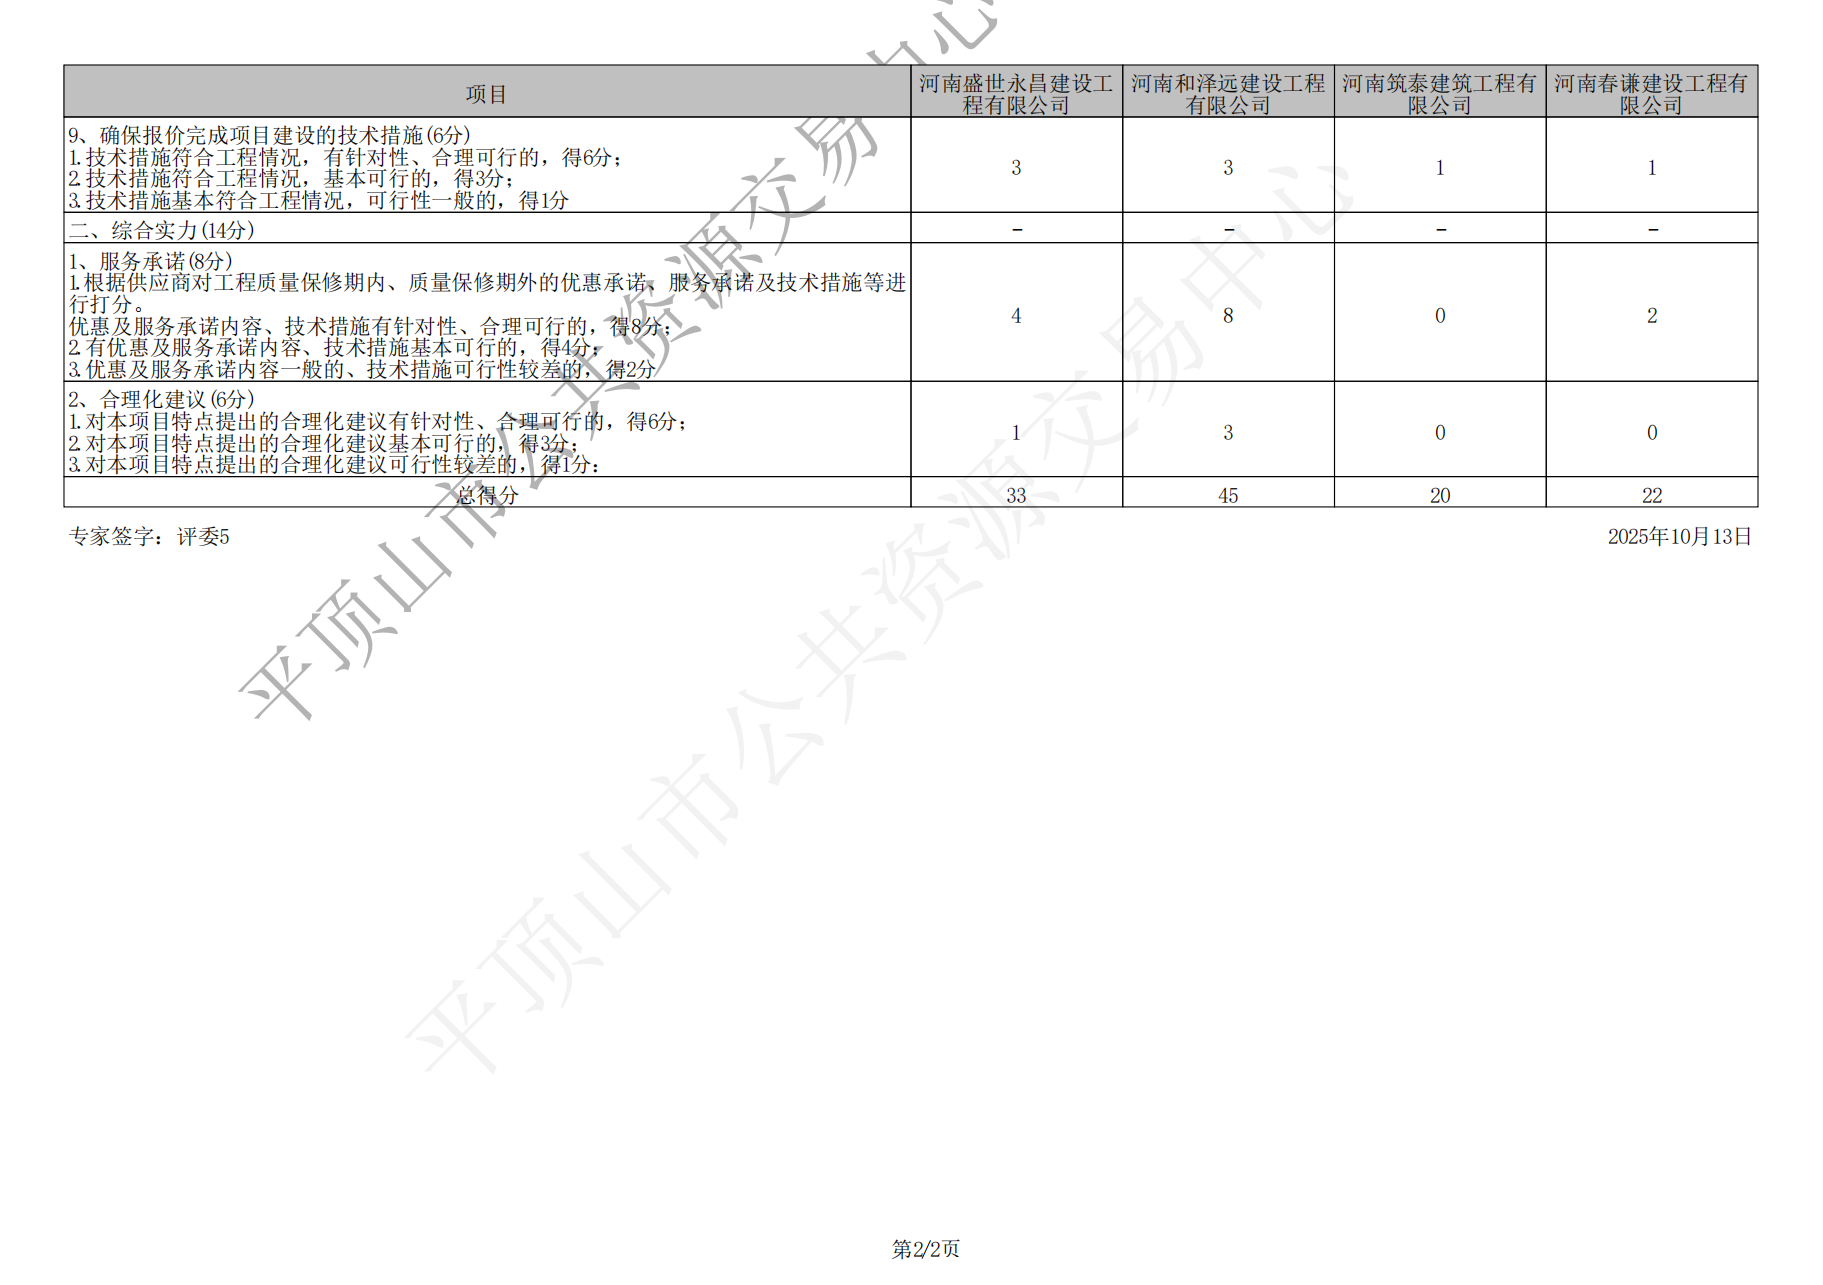 项目
河南盛世永昌建设工
程有限公司
河南和泽远建设工程
有限公司
河南筑泰建筑工程有
限公司
河南春谦建设工程有
限公司
9、确保报价完成项目建设的技术措施(6分)
1.技术措施符合工程情况，有针对性、合理可行的，得6分；
2.技术措施符合工程情况，基本可行的，得3分；
3.技术措施基本符合工程情况，可行性一般的，得1分
3
3
1
1
二、综合实力(14分)
-
-
-
-
1、服务承诺(8分)
1.根据供应商对工程质量保修期内、质量保修期外的优惠承诺、服务承诺及技术措施等进
行打分。
优惠及服务承诺内容、技术措施有针对性、合理可行的，得8分；
2.有优惠及服务承诺内容、技术措施基本可行的，得4分；
3.优惠及服务承诺内容一般的、技术措施可行性较差的，得2分
4
8
0
2
2、合理化建议(6分)
1.对本项目特点提出的合理化建议有针对性、合理可行的，得6分；
2.对本项目特点提出的合理化建议基本可行的，得3分；
3.对本项目特点提出的合理化建议可行性较差的，得1分：
1
3
0
0
总得分
33
45
20
22
专家签字：评委5
2025年10月13日
平顶山市公共资源交易中心
平顶山市公共资源交易中心
第2/2页